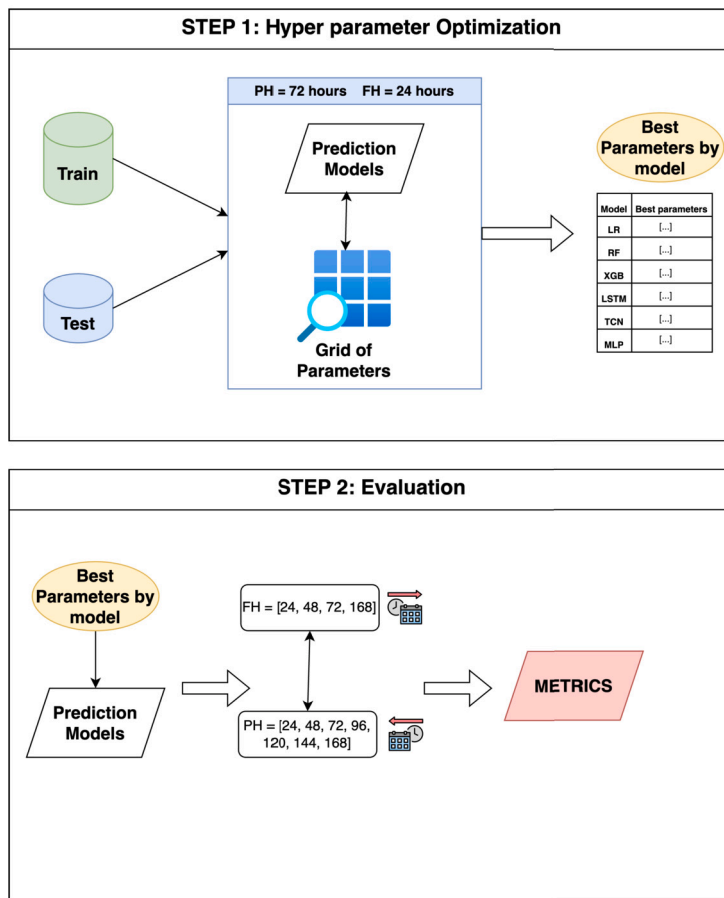 STEP 1: Hyper parameter Optimization
PH = 72 hours FH = 24 hours
Train
Test
Prediction
Models
Grid of
Parameters
Best
Parameters by
model
Model Best parameters
LR [...]
RF [...]
XGB [...]
LSTM [...]
TCN [...]
MLP [...]
STEP 2: Evaluation
Best
Parameters by
model
Prediction
Models
FH = [24, 48, 72, 168]
PH = [24, 48, 72, 96,
120, 144, 168]
METRICS